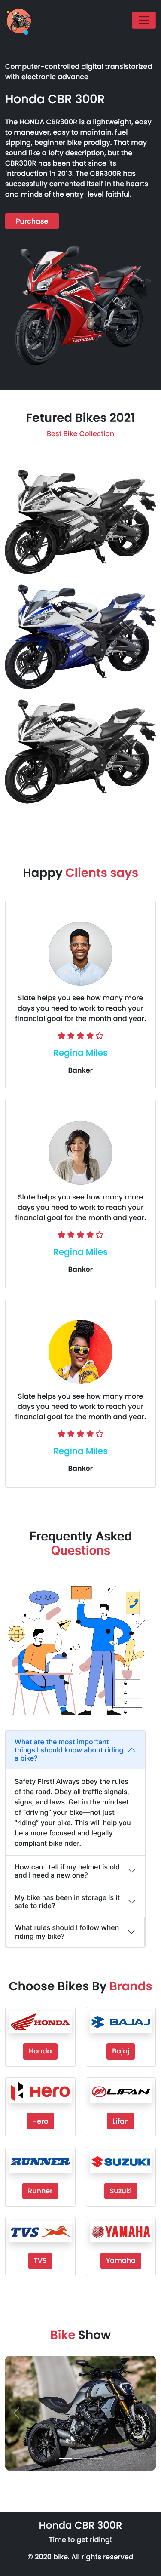 Computer-controlled digital transistorized
with electronic advance
Honda CBR 300R
The HONDA CBR300R is a lightweight, easy
to maneuver, easy to maintain, fuel-
sipping, beginner bike prodigy. That may
sound like a lofty description, but the
CBR300R has been that since its
introduction in 2013. The CBR300R has
successfully cemented itself in the hearts
and minds of the entry-level faithful.
Purchase
HONDA
Fetured Bikes 2021
Best Bike Collection
Happy Clients says
Slate helps you see how many more
days you need to work to reach your
financial goal for the month and year.
Regina Miles
Banker
Slate helps you see how many more
days you need to work to reach your
financial goal for the month and year.
Regina Miles
Banker
Slate helps you see how many more
days you need to work to reach your
financial goal for the month and year.
Regina Miles
Banker
Frequently Asked
Questions
What are the most important
things I should know about riding
a bike?
Safety First! Always obey the rules
of the road. Obey all traffic signals,
signs, and laws. Get in the mindset
of “driving” your bike—not just
“riding” your bike. This will help you
be a more focused and legally
compliant bike rider.
How can I tell if my helmet is old
and I need a new one?
My bike has been in storage is it
safe to ride?
What rules should I follow when
riding my bike?
Choose Bikes By Brands
HONDA
BAJAJ
Honda
Bajaj
Hero
LIFAN
Hero
Lifan
RUNNER
SUZUKI
Runner
Suzuki
TVS
YAMAHA
TVS
Yamaha
Bike Show
Honda CBR 300R
Time to get riding!
© 2020 bike. All rights reserved